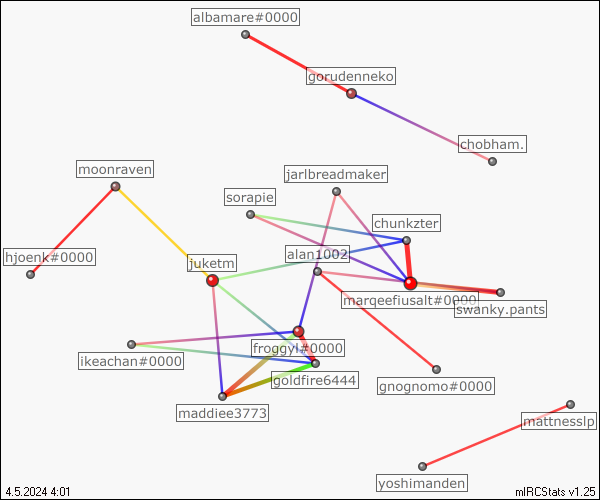 albamare#0000
gorudenneko
chobham.
moonraven
jarlbreadmaker
sorapie
chunkzter
hjoenk#0000
juketm
alan1002
marqeefiusalt#0000
swanky.pants
froggyl#0000
ikeachan#0000
goldfire6444
gnognomo#0000
maddiee3773
mattnesslp
yoshimanden
4.5.2024 4:01
mIRCStats v1.25